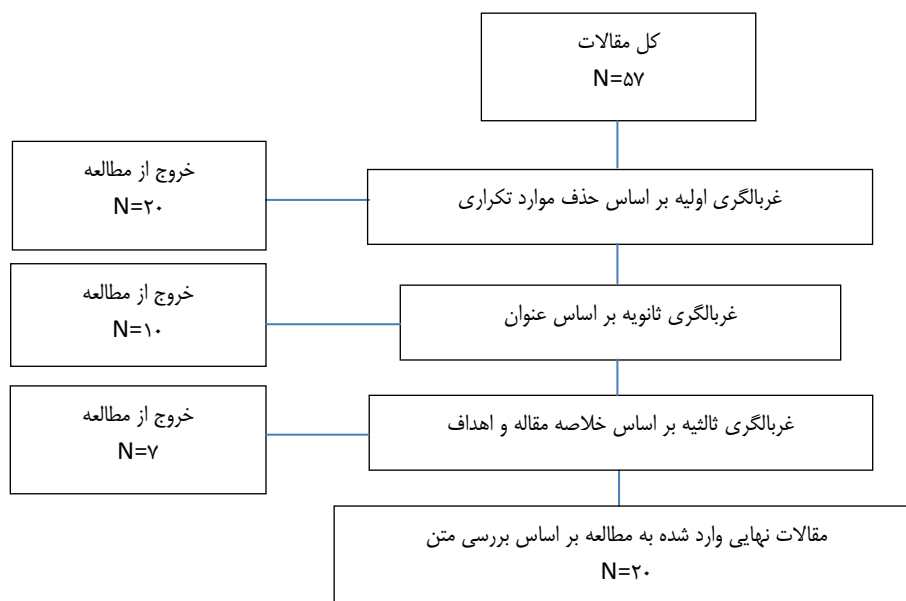 کل مقالات
N=۵۷
غربالگری اولیه بر اساس حذف موارد تکراری
خروج از مطالعه
N=۲۰
غربالگری ثانویه بر اساس عنوان
خروج از مطالعه
N=۱۰
غربالگری ثالثیه بر اساس خلاصه مقاله و اهداف
خروج از مطالعه
N=۷
مقالات نهایی وارد شده به مطالعه بر اساس بررسی متن
N=۲۰